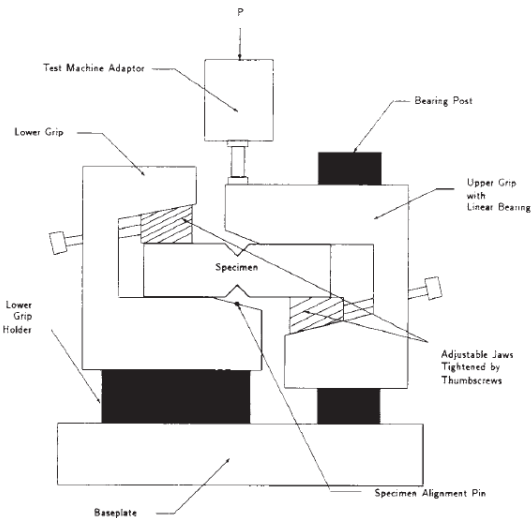 P
Test Machine Adaptor
Bearing Post
Lower Grip
Upper Grip
with
Linear Bearing
Specimen
Lower
Grip
Holder
Adjustable Jaws
Tightened by
Thumbscrews
Specimen Alignment Pin
Baseplate